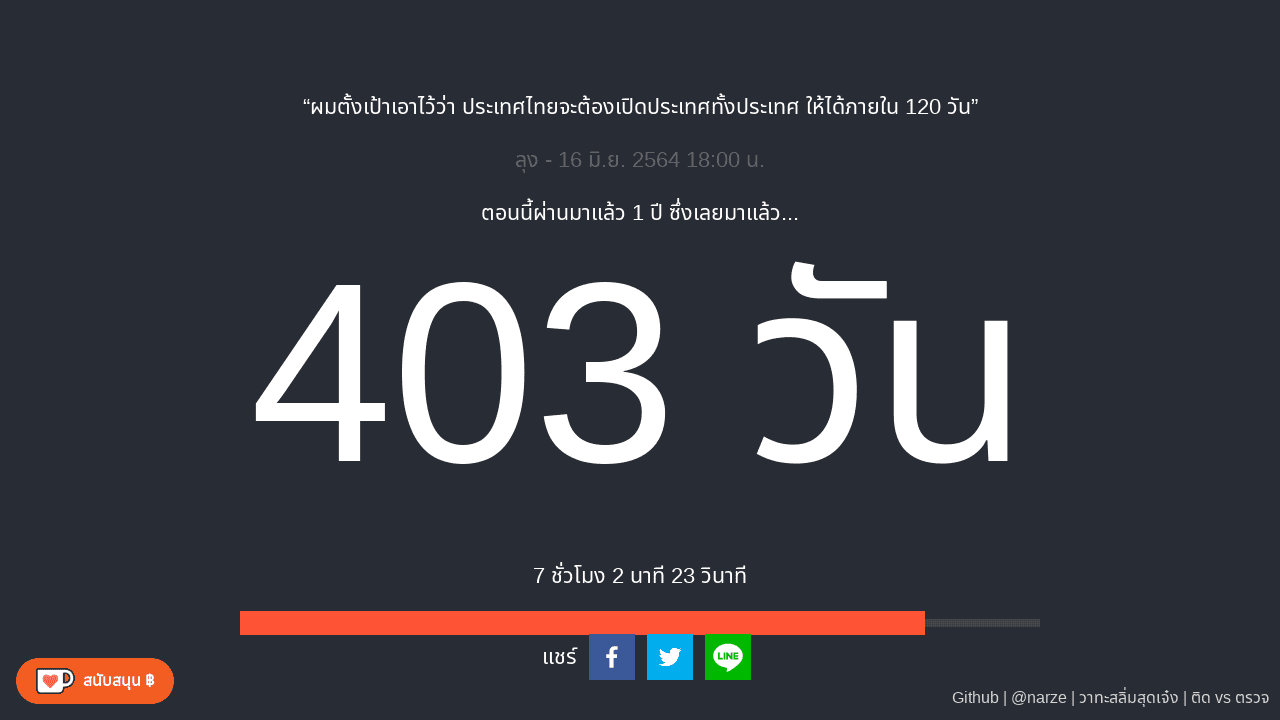 “ผมตั้งเป้าเอาไว้ว่า ประเทศไทยจะต้องเปิดประเทศทั้งประเทศ ให้ได้ภายใน 120 วัน”
ลุง - 16 มิ.ย. 2564 18:00 น.
ตอนนี้ผ่านมาแล้ว 1 ปี ซึ่งเลยมาแล้ว...
403 วัน
7 ชั่วโมง 2 นาที 23 วินาที
แชร์
LINE
สนับสนุน ฿
Github | @narze | วาทะสลิ่มสุดเจ๋ง | ติด vs ตรวจ